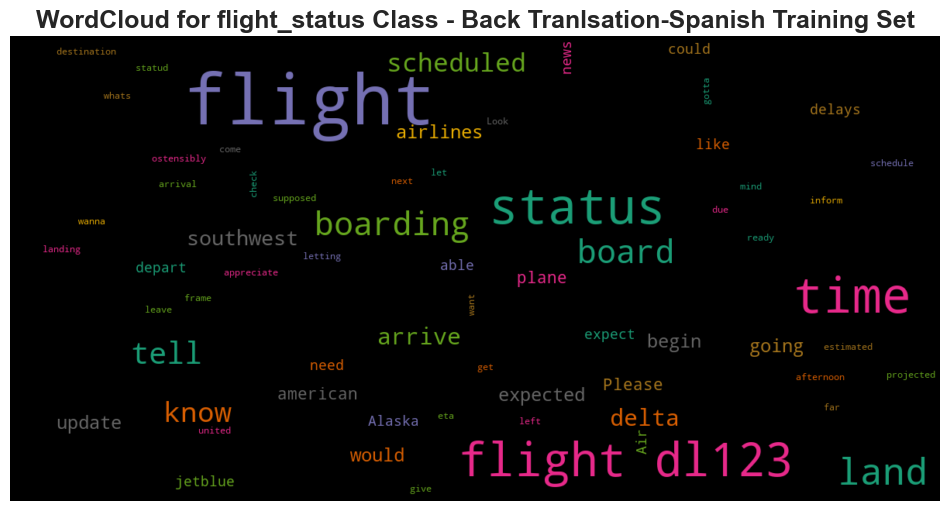 WordCloud for flight_status Class - Back Tranlsation-Spanish Training Set
destination
statud
whats
flight
scheduled
news
could
gotta
delays
airlines
Look
like
ostensibly
come
schedule
arrival
check
supposed
next
let
mind
inform
wanna
boarding
status
due
landing
southwest
letting
board
ready
depart
appreciate
able
plane
time
frame
leave
want
tell
arrive
expect
begin
going
estimated
need
get
afternoon
projected
american
expected
Please
know
update
united
Alaska
eta
left
delta
far
Air
would
flight dl123
land
jetblue
give